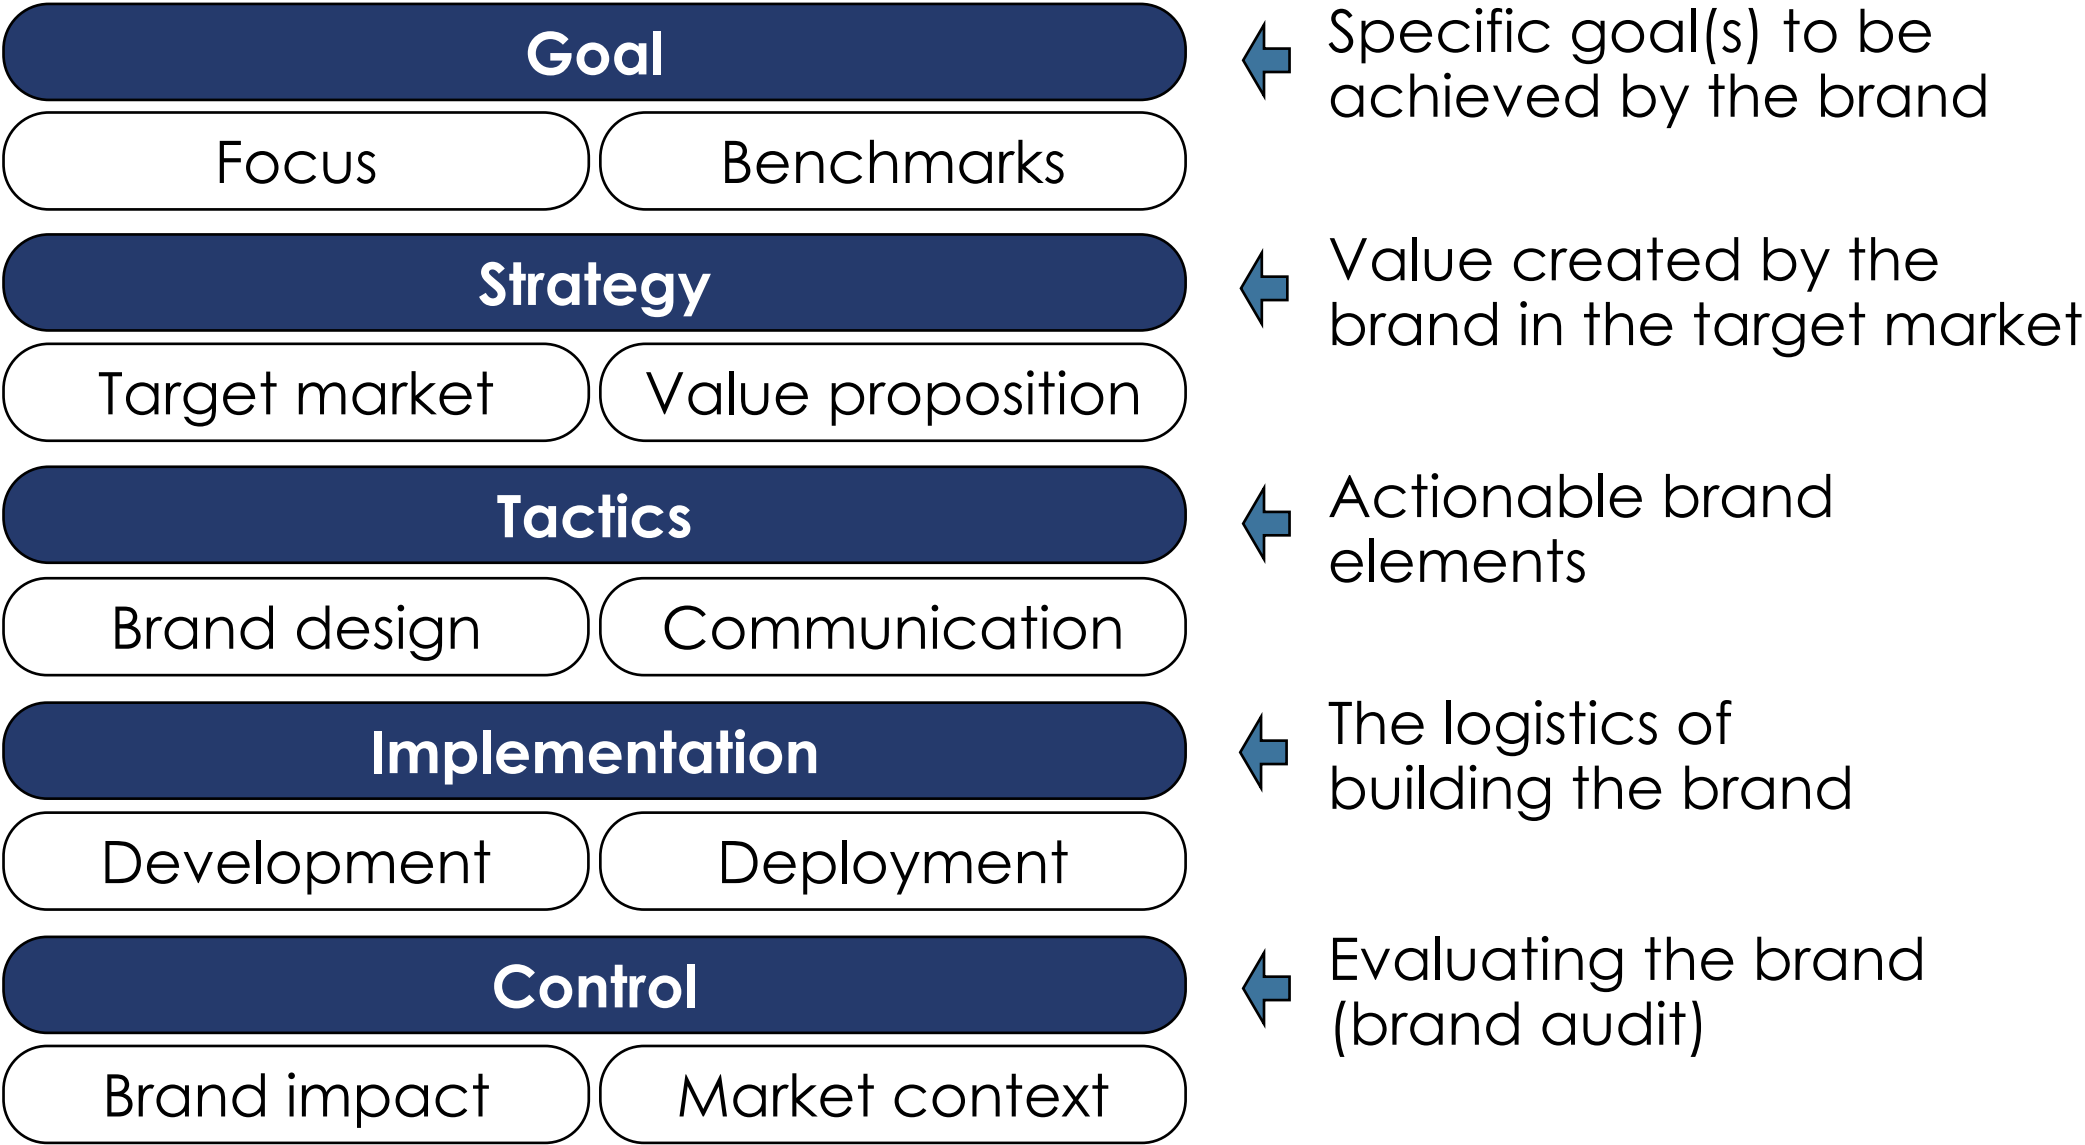 Goal
Specific goal(s) to be
achieved by the brand
Focus
Benchmarks
Strategy
Value created by the
brand in the target market
Target market
Value proposition
Tactics
Actionable brand
elements
Brand design
Communication
Implementation
The logistics of
building the brand
Development
Deployment
Control
Evaluating the brand
(brand audit)
Brand impact
Market context